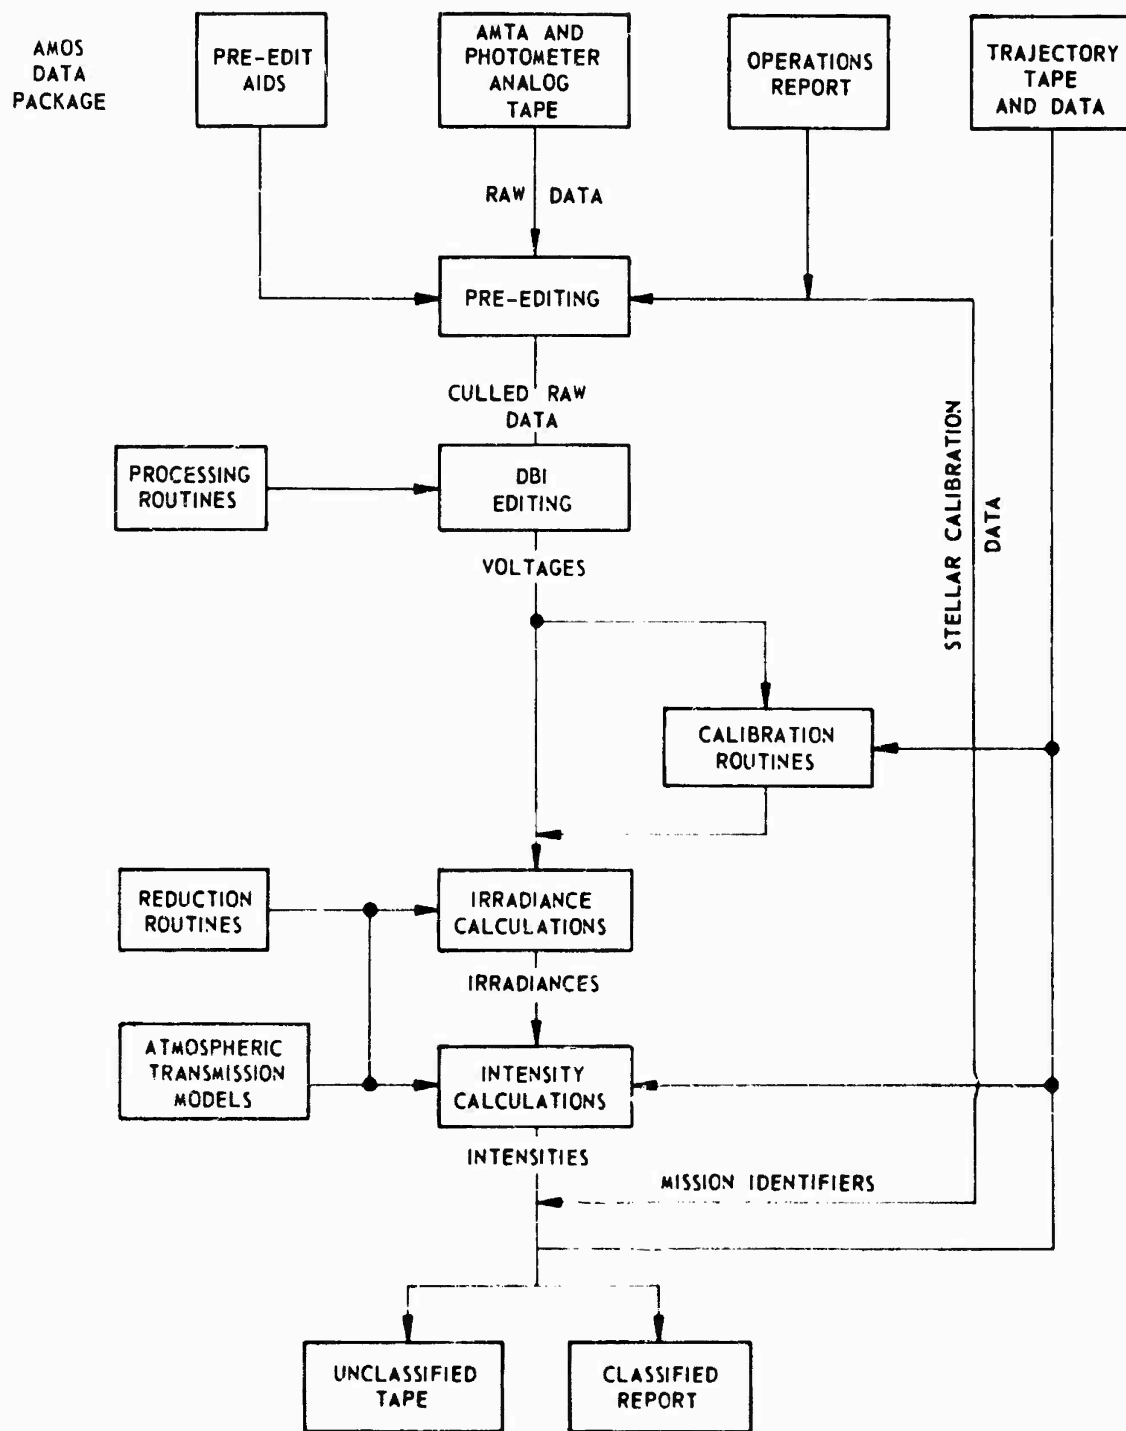 AMOS
DATA
PACKAGE
PRE-EDIT
AIDS
AMTA AND
PHOTOMETER
ANALOG
TAPE
OPERATIONS
REPORT
TRAJECTORY
TAPE
AND DATA
RAW DATA
PRE-EDITING
CULLED RAW
DATA
PROCESSING
ROUTINES
DBI
EDITING
STELLAR CALIBRATION
DATA
VOLTAGES
CALIBRATION
ROUTINES
REDUCTION
ROUTINES
IRRADIANCE
CALCULATIONS
IRRADIANCES
ATMOSPHERIC
TRANSMISSION
MODELS
INTENSITY
CALCULATIONS
INTENSITIES
MISSION IDENTIFIERS
UNCLASSIFIED
TAPE
CLASSIFIED
REPORT